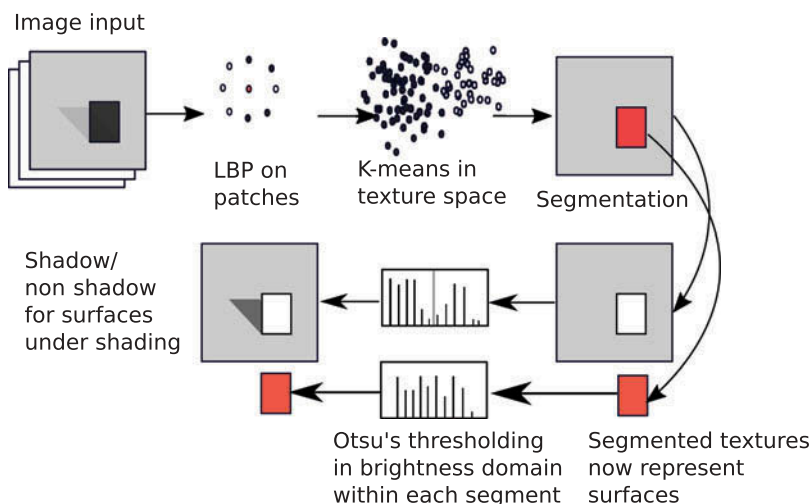 Image input
LBP on
patches
K-means in
texture space
Segmentation
Shadow/
non shadow
for surfaces
under shading
Otsu's thresholding
in brightness domain
within each segment
Segmented textures
now represent
surfaces